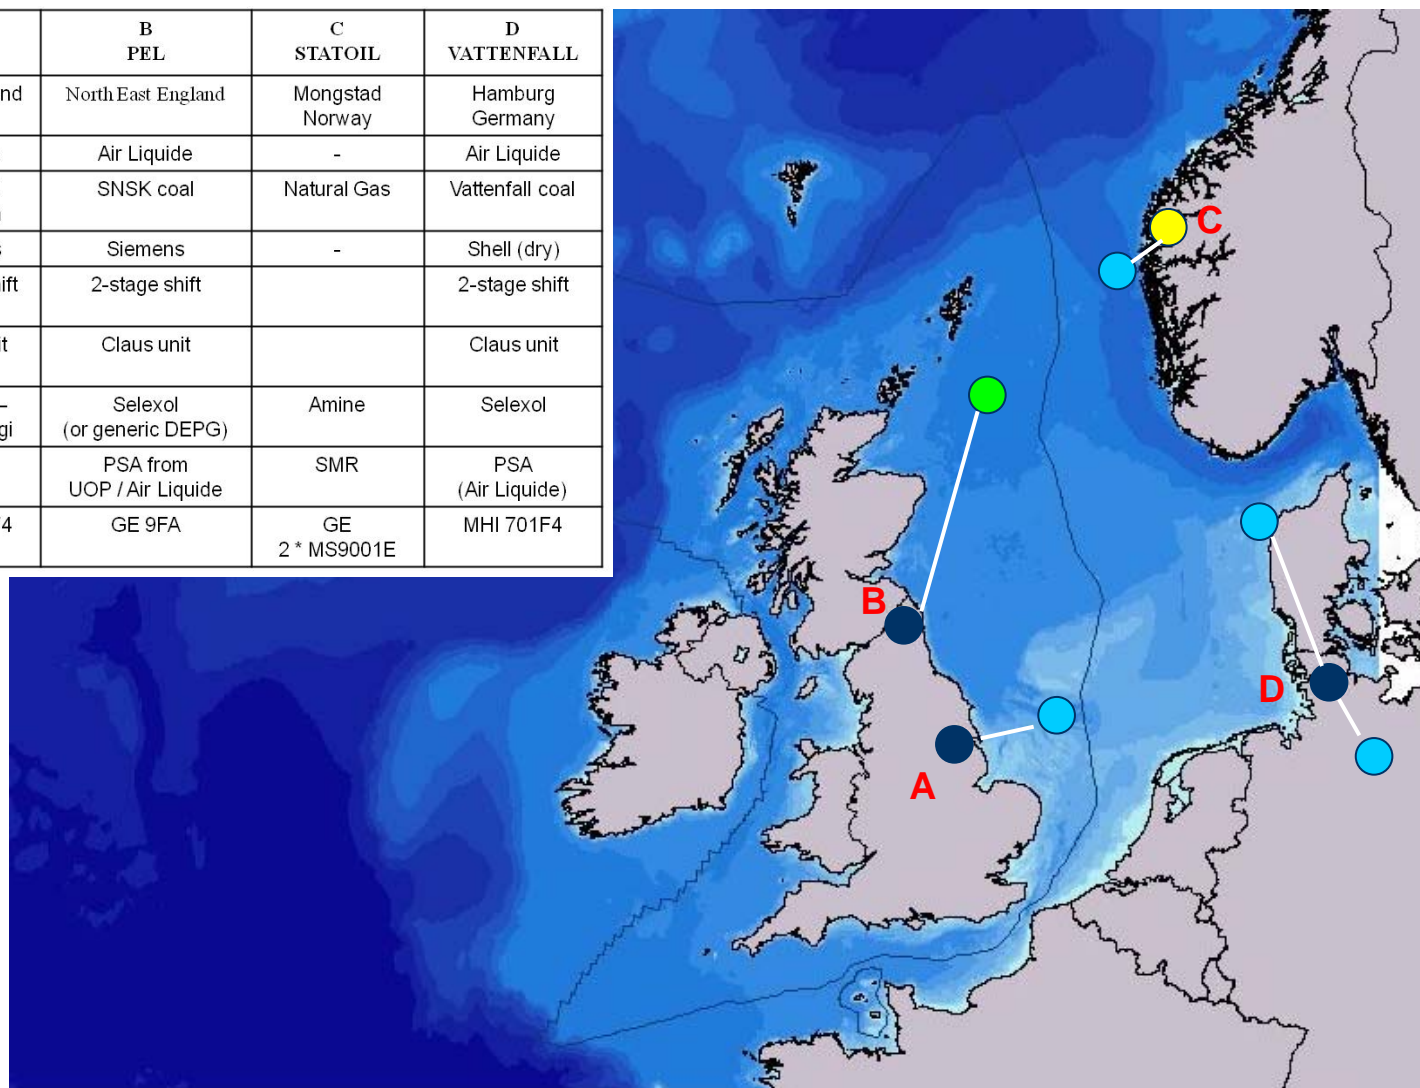 B C D
PEL STATOIL VATTENFALL
nd North East England Mongstad Hamburg
Norway Germany
Air Liquide - Air Liquide
SNSK coal Natural Gas Vattenfall coal
s Siemens - Shell (dry)
ift 2-stage shift 2-stage shift
it Claus unit Claus unit
– Selexol Amine Selexol
gi (or generic DEPG)
PSA from SMR PSA
UOP / Air Liquide (Air Liquide)
4 GE 9FA GE MHI 701F4
2 * MS9001E
C
B
D
A